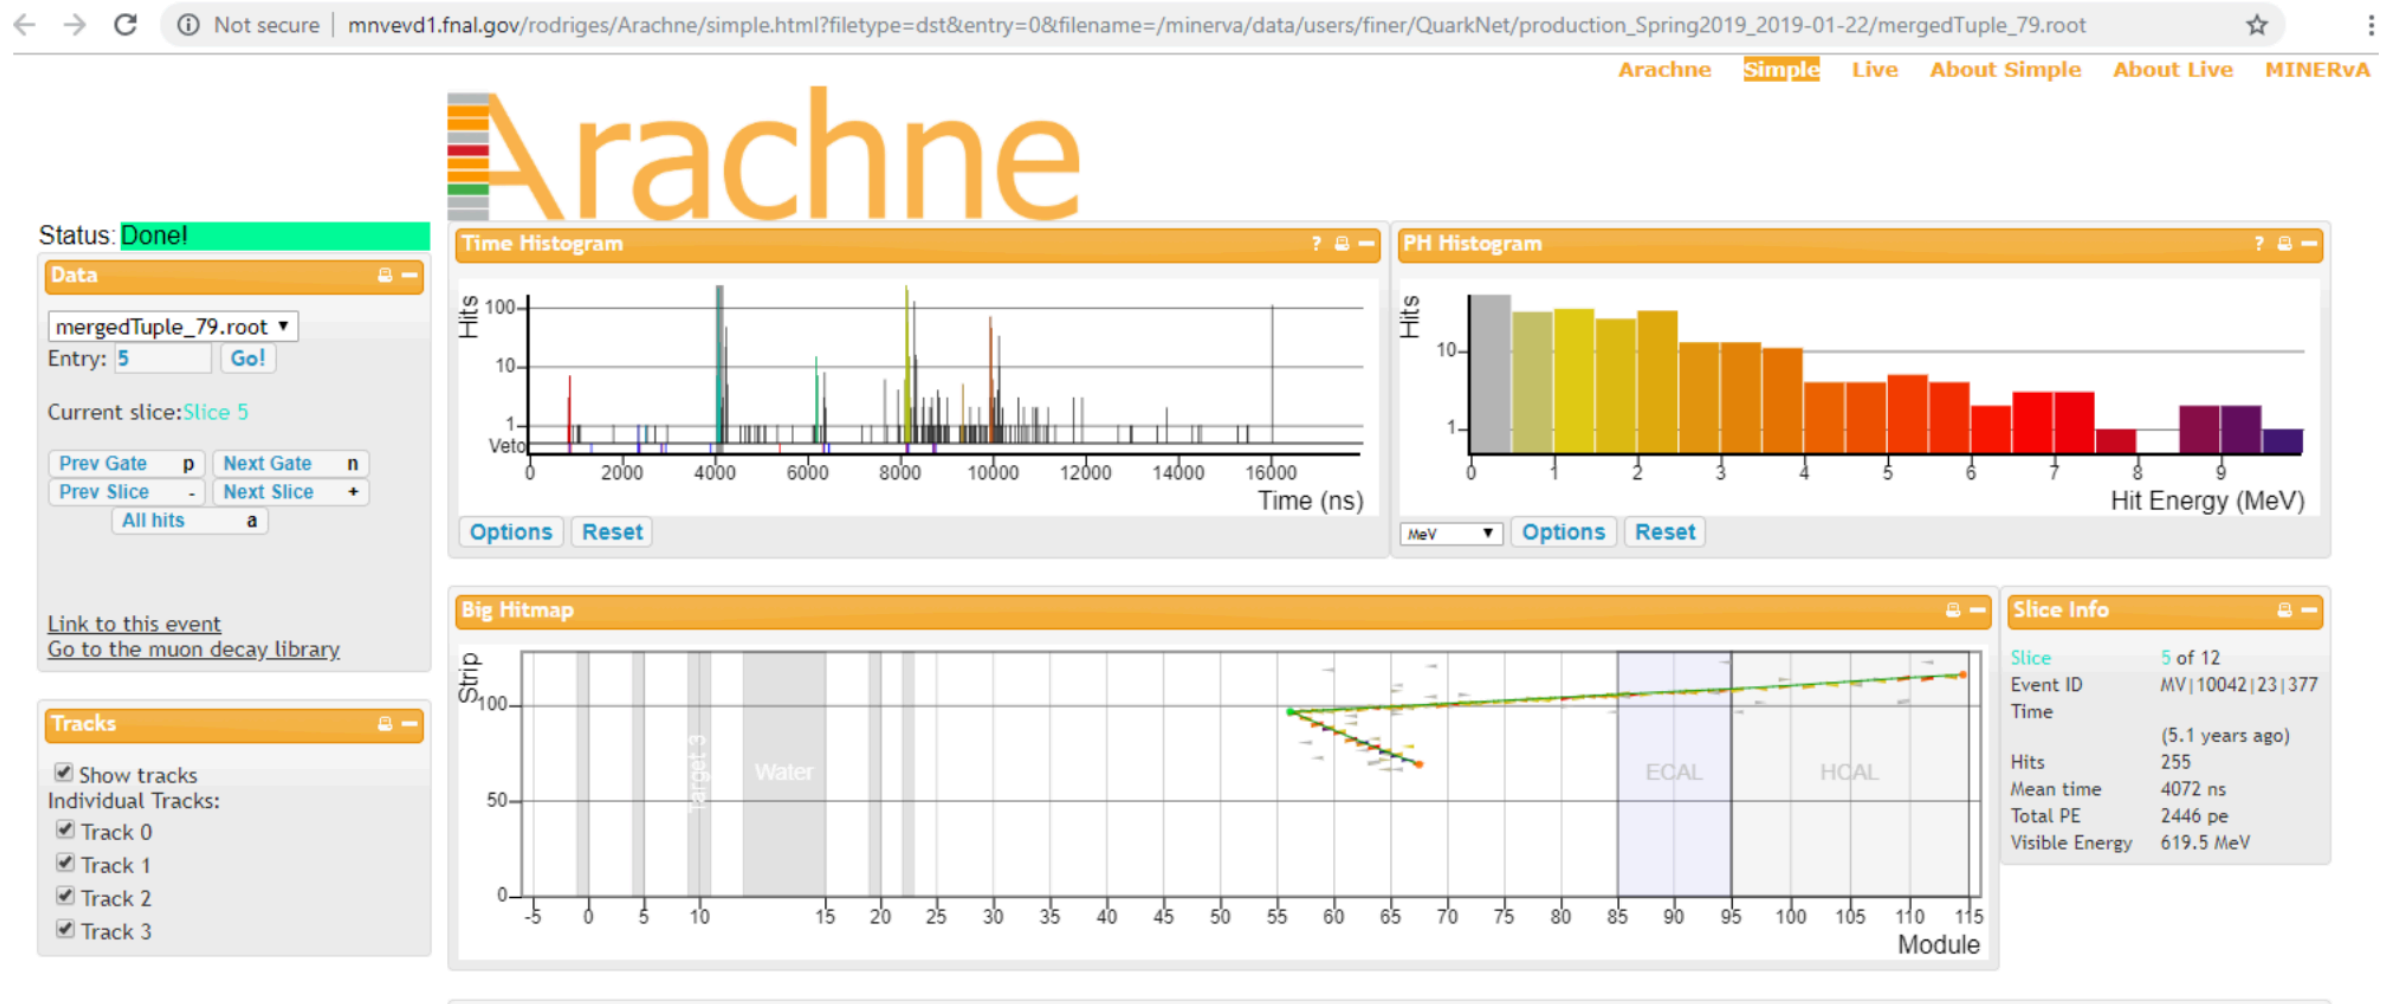 Not secure | mnvevd1.fnal.gov/rodriges/Arachne/simple.html?filetype=dst&entry=0&filename=/minerva/data/users/finer/QuarkNet/production_Spring2019_2019-01-22/mergedTuple_79.root
Arachne Simple Live About Simple About Live MINERvA
Arachne
Status: Done!
Data
mergedTuple_79.root
Entry: 5 Go!
Current slice:Slice 5
Prev Gate p Next Gate n
Prev Slice - Next Slice +
All hits a
Link to this event
Go to the muon decay library
Tracks
Show tracks
Individual Tracks:
Track 0
Track 1
Track 2
Track 3
Time Histogram ?
Hits
100
10
1
Veto
0 2000 4000 6000 8000 10000 12000 14000 16000
Time (ns)
Options Reset
PH Histogram ?
Hits
10
1
0 1 2 3 4 5 6 7 8 9
Hit Energy (MeV)
MeV Options Reset
Big Hitmap
Strip
100
50
0
Target 3
Water
ECAL
HCAL
-5 0 5 10 15 20 25 30 35 40 45 50 55 60 65 70 75 80 85 90 95 100 105 110 115
Module
Slice Info
Slice 5 of 12
Event ID MV|10042|23|377
Time
(5.1 years ago)
Hits 255
Mean time 4072 ns
Total PE 2446 pe
Visible Energy 619.5 MeV